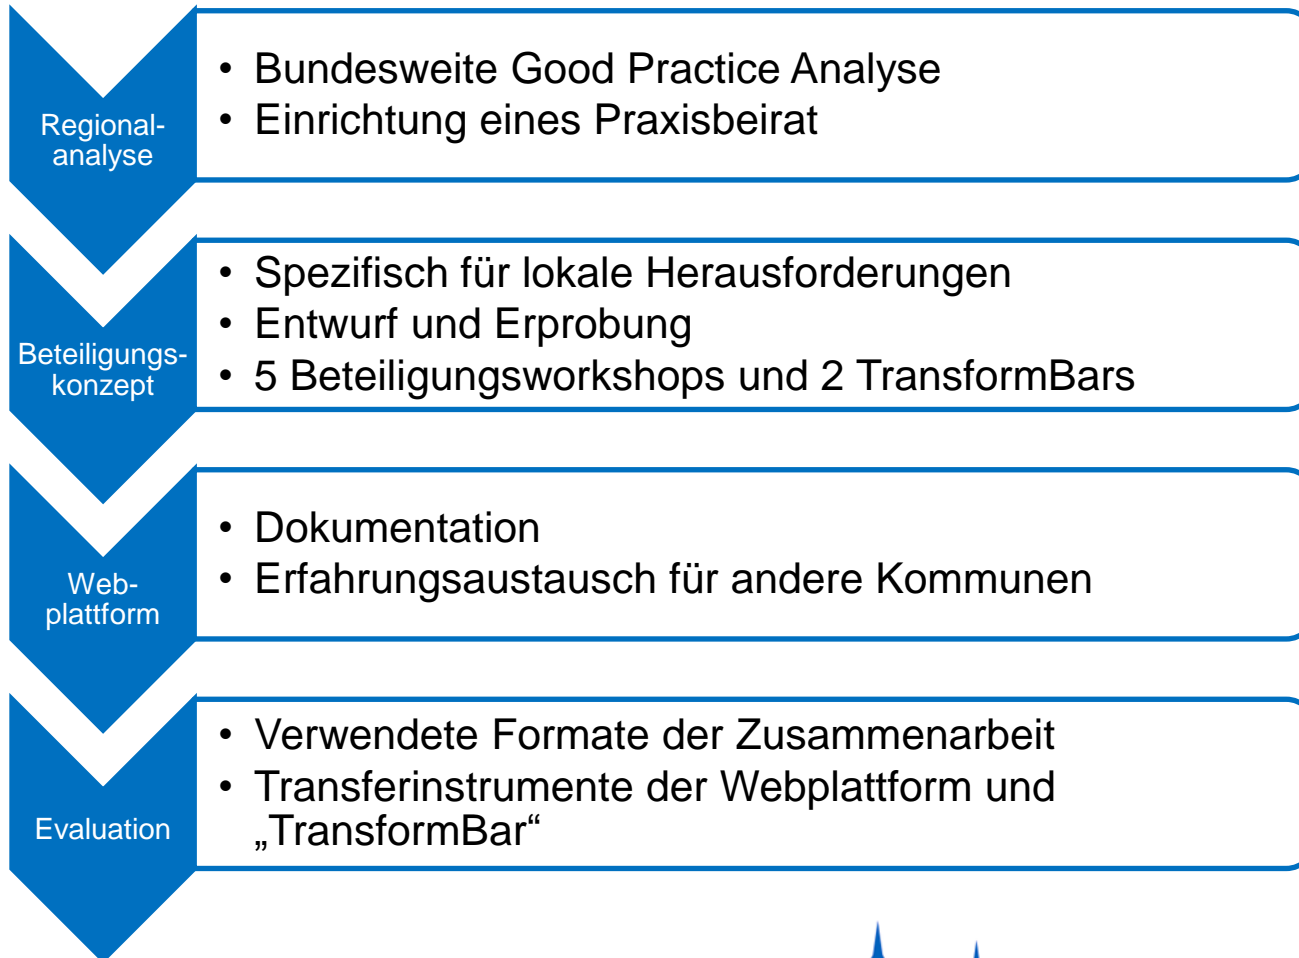 Regional-
analyse
• Bundesweite Good Practice Analyse
• Einrichtung eines Praxisbeirat
Beteiligungs-
konzept
• Spezifisch für lokale Herausforderungen
• Entwurf und Erprobung
• 5 Beteiligungsworkshops und 2 TransformBars
Web-
plattform
• Dokumentation
• Erfahrungsaustausch für andere Kommunen
Evaluation
• Verwendete Formate der Zusammenarbeit
• Transferinstrumente der Webplattform und
„TransformBar“